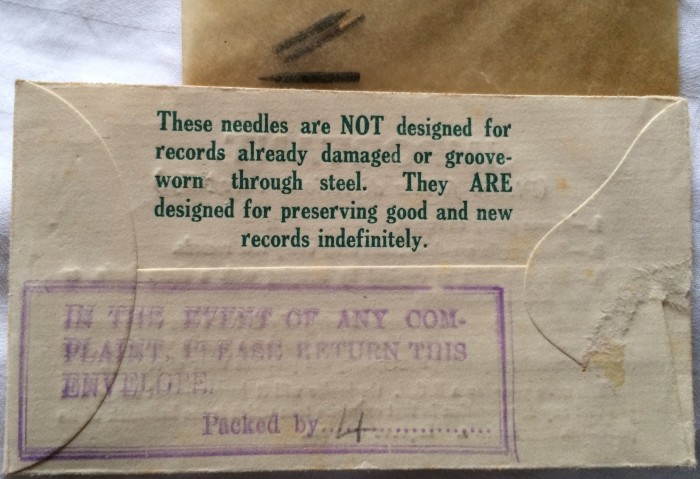 These needles are NOT designed for
records already damaged or groove-
worn through steel. They ARE
designed for preserving good and new
records indefinitely.
IN THE EVENT OF ANY COM-
PLAINT, PLEASE RETURN THIS
ENVELOPE.
Packed by..4..................